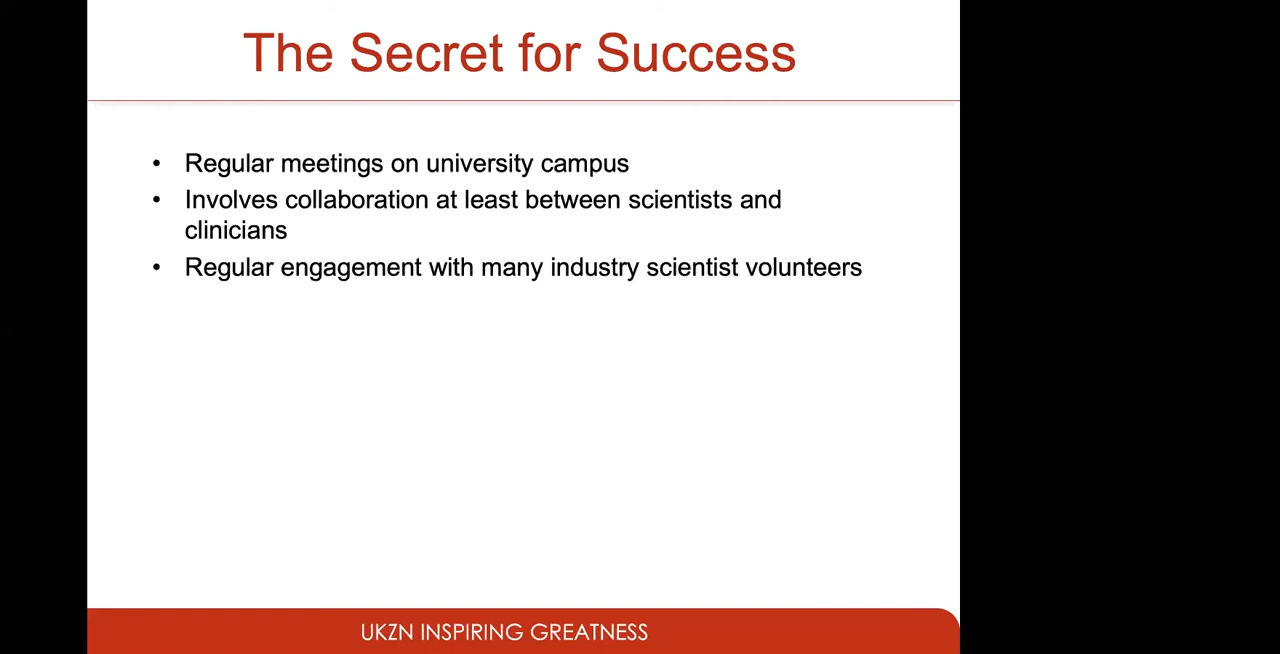 The Secret for Success
• Regular meetings on university campus
• Involves collaboration at least between scientists and
clinicians
• Regular engagement with many industry scientist volunteers
UKZN INSPIRING GREATNESS